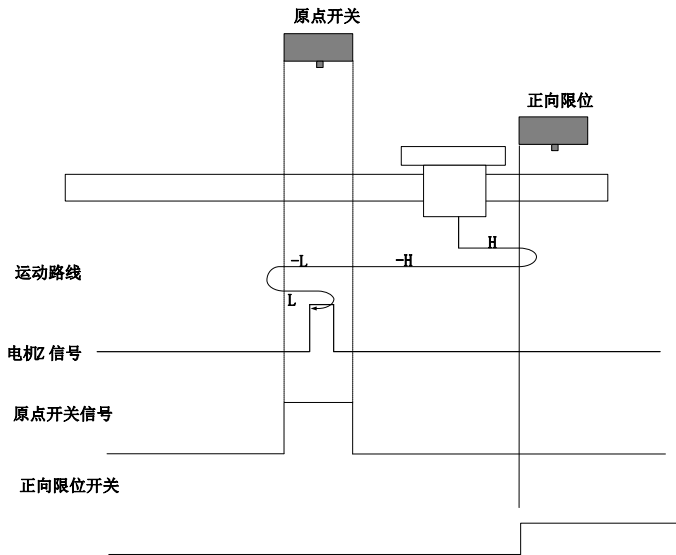 原点开关
正向限位
H
-L
-H
运动路线
L
电机Z 信号
原点开关信号
正向限位开关